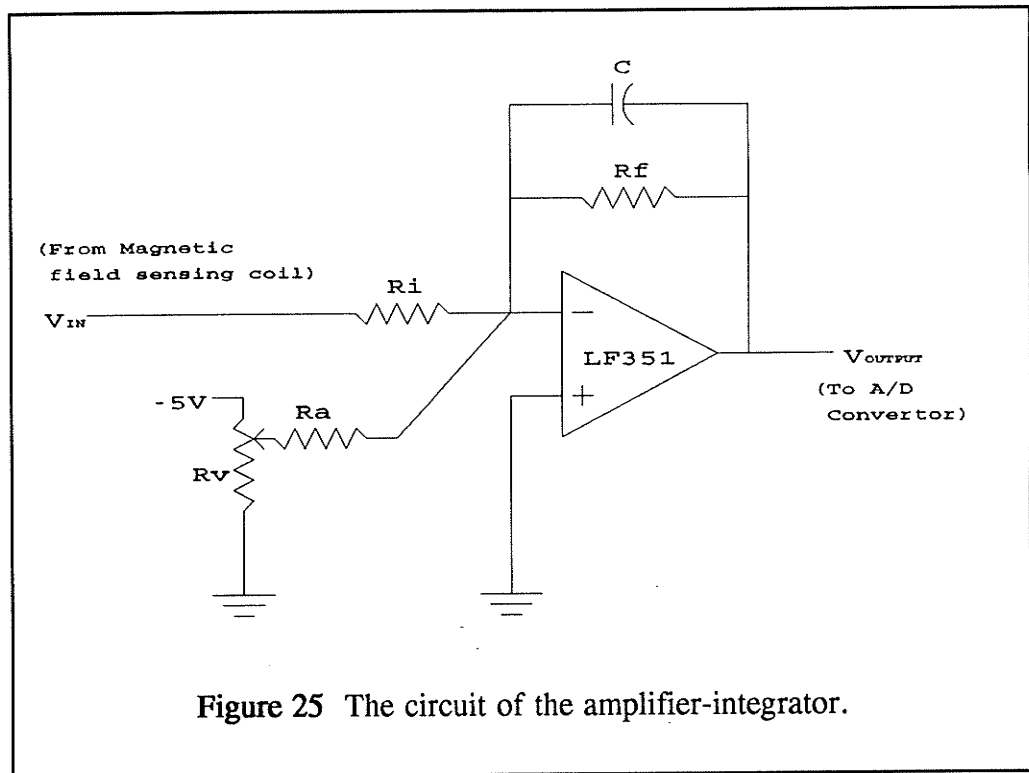 C
Rf
(From Magnetic
field sensing coil)
Ri
VIN
−
LF351
+
VOUTPUT
(To A/D
Convertor)
-5V
Ra
Rv
Figure 25 The circuit of the amplifier-integrator.